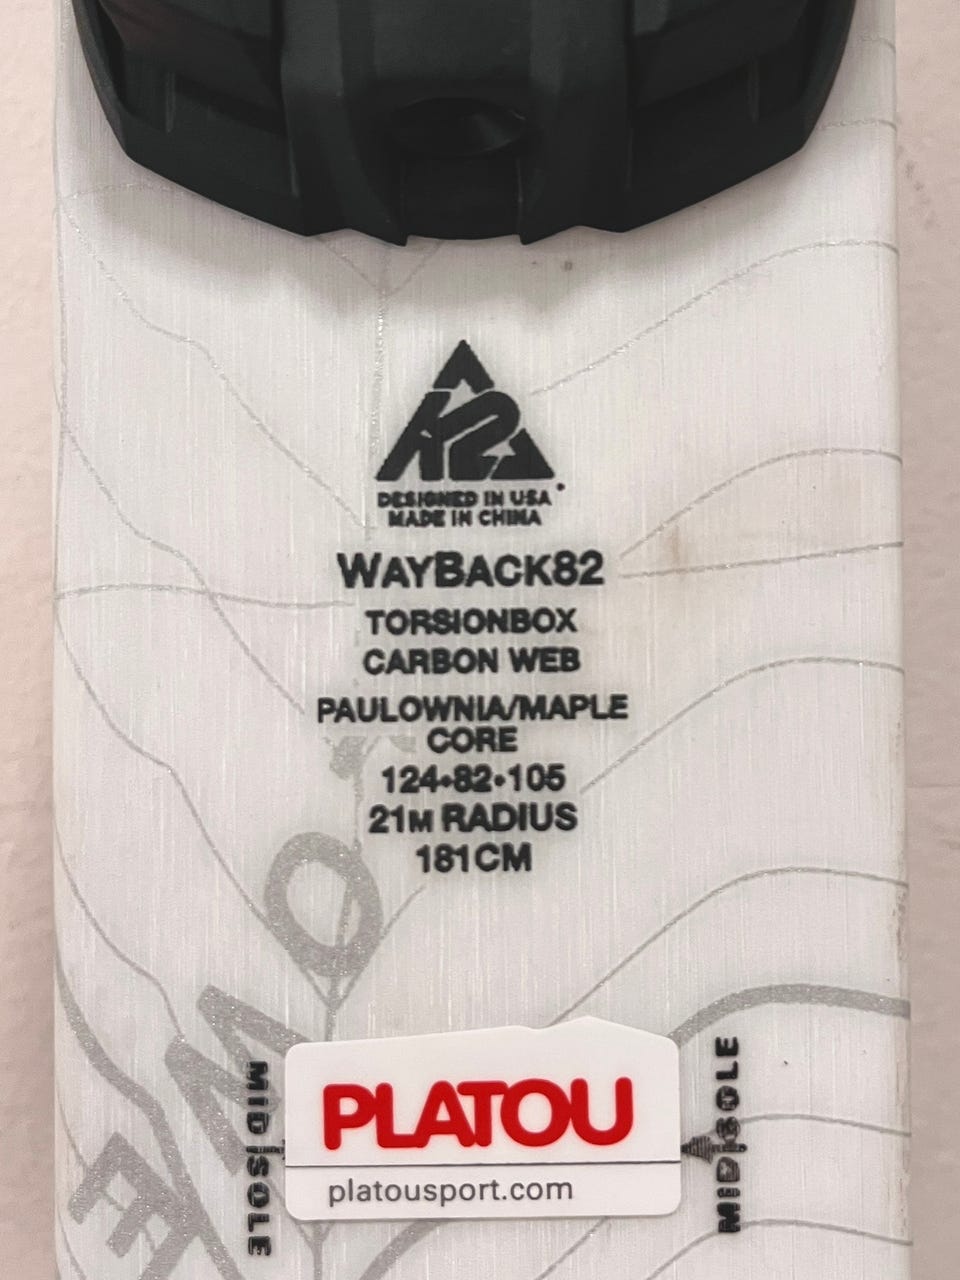 K2
DESIGNED IN USA
MADE IN CHINA
WAYBACK82
TORSIONBOX
CARBON WEB
PAULOWNIA/MAPLE
CORE
124•82•105
21M RADIUS
181CM
MID|SOLE
PLATOU
platousport.com
MID|SOLE